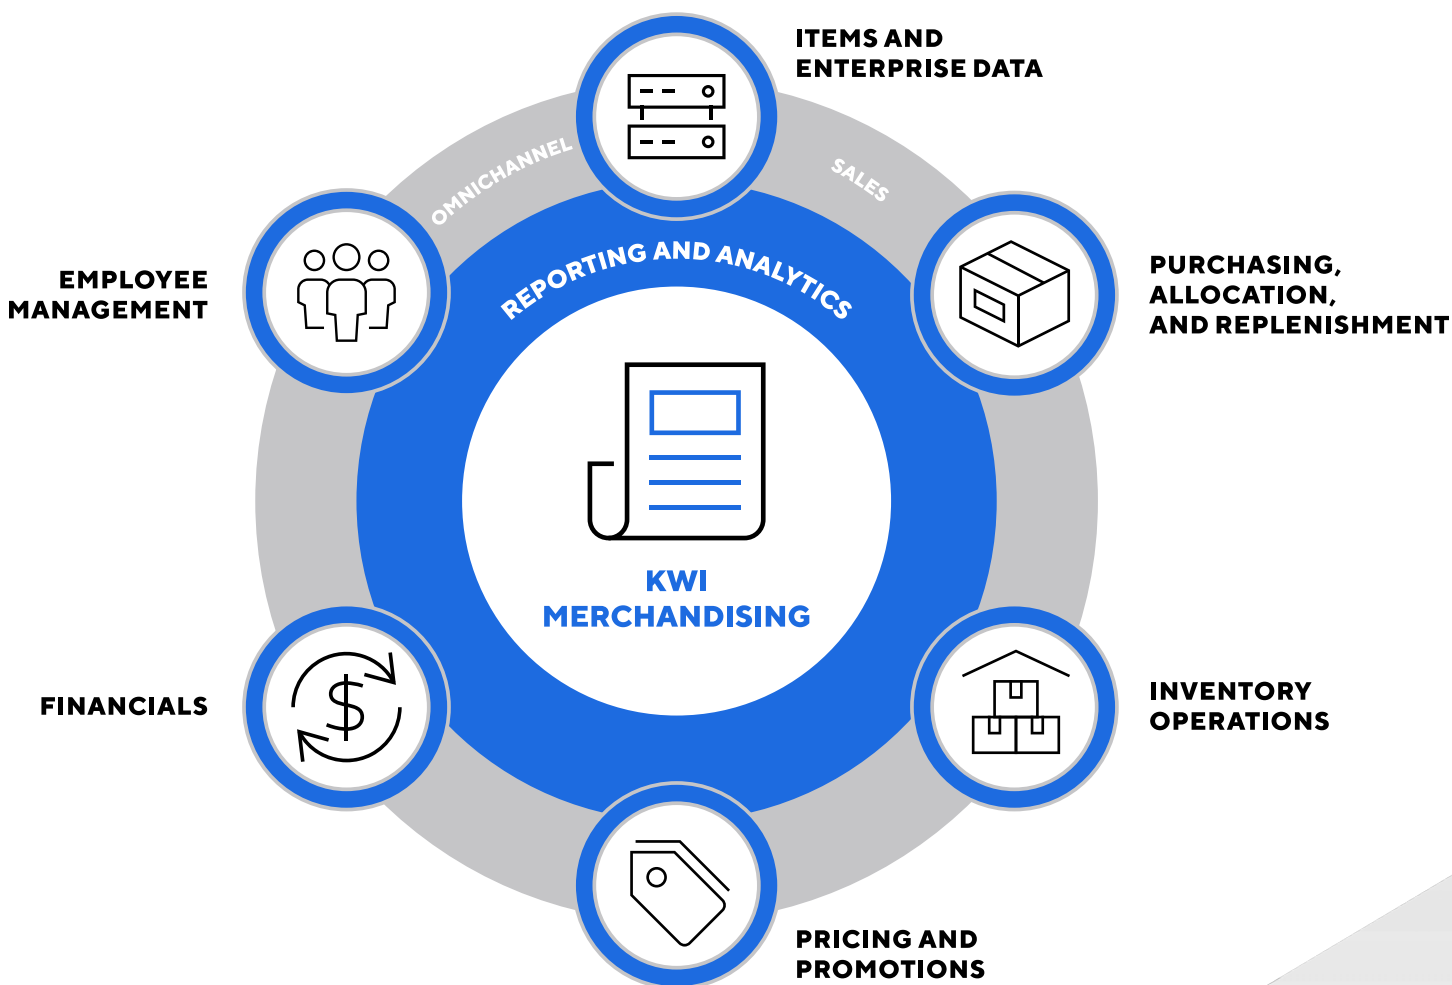 ITEMS AND
ENTERPRISE DATA
OMNICHANNEL
SALES
REPORTING AND ANALYTICS
EMPLOYEE
MANAGEMENT
PURCHASING,
ALLOCATION,
AND REPLENISHMENT
KWI
MERCHANDISING
FINANCIALS
INVENTORY
OPERATIONS
PRICING AND
PROMOTIONS